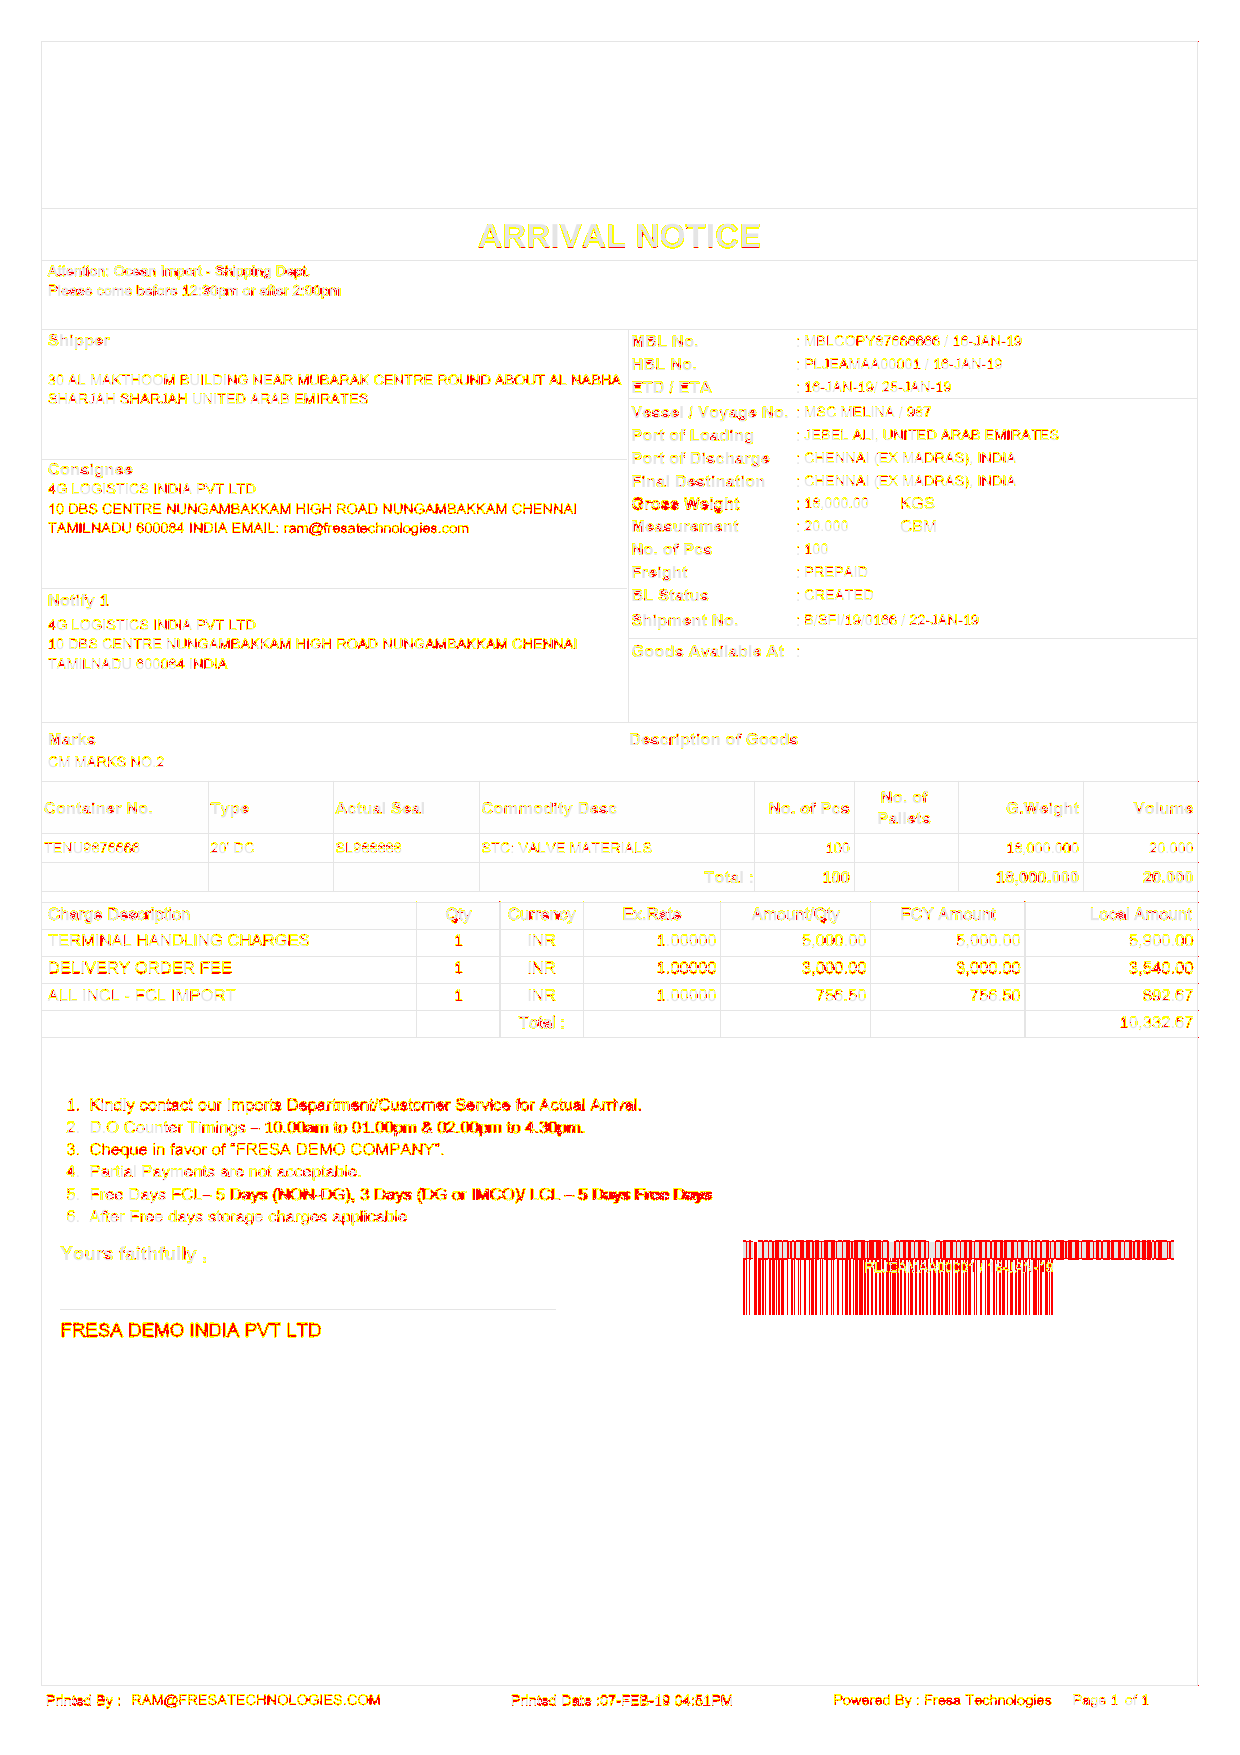 ARRIVAL NOTICE
Attention: Ocean Import - Shipping Dept.
Please come before 12:30pm or after 2:00pm
Shipper
30 AL MAKTHOOM BUILDING NEAR MUBARAK CENTRE ROUND ABOUT AL NABHA
SHARJAH SHARJAH UNITED ARAB EMIRATES
MBL No. :
HBL No. : PLJEAMAA00001 / 16-JAN-19
ETD / ETA : 16-JAN-19/ 25-JAN-19
Vessel / Voyage No. : MSC MELINA / 987
Port of Loading : JEBEL ALI, UNITED ARAB EMIRATES
Port of Discharge : CHENNAI (EX MADRAS), INDIA
Final Destination : CHENNAI (EX MADRAS), INDIA
Gross Weight : 18,000.00 KGS
Measurement : 20.000 CBM
No. of Pcs : 100
Freight : PREPAID
BL Status : CREATED
Shipment No. : / 22-JAN-19
Goods Available At :
Consignee
4G LOGISTICS INDIA PVT LTD
10 DBS CENTRE NUNGAMBAKKAM HIGH ROAD NUNGAMBAKKAM CHENNAI
TAMILNADU 600034 INDIA EMAIL: ram@fresatechnologies.com
Notify 1
4G LOGISTICS INDIA PVT LTD
10 DBS CENTRE NUNGAMBAKKAM HIGH ROAD NUNGAMBAKKAM CHENNAI
TAMILNADU 600034 INDIA
Marks Description of Goods
CM MARKS NO 2
Container No. Type Actual Seal Commodity Desc No. of Pcs No. of Pallets G.Weight Volume
20' DC STC: VALVE MATERIALS 100 18,000.000 20.000
Total : 100 18,000.000 20.000
Charge Description Qty Currency Ex.Rate Amount/Qty FCY Amount Local Amount
TERMINAL HANDLING CHARGES 1 INR 1.00000 5,000.00 5,000.00 5,900.00
DELIVERY ORDER FEE 1 INR 1.00000 3,000.00 3,000.00 3,540.00
ALL INCL - FCL IMPORT 1 INR 1.00000 756.50 756.50 892.67
Total : 10,332.67
1. Kindly contact our Imports Department/Customer Service for Actual Arrival.
2. D.O Counter Timings – 10.00am to 01.00pm & 02.00pm to 4.30pm.
3. Cheque in favor of "FRESA DEMO COMPANY".
4. Partial Payments are not acceptable.
5. Free Days FCL– 5 Days (NON-DG), 3 Days (DG or IMCO)/ LCL – 5 Days Free Days
6. After Free days storage charges applicable
Yours faithfully ,
PLJEAMAA00001 / 16-JAN-19
FRESA DEMO INDIA PVT LTD
Printed By : RAM@FRESATECHNOLOGIES.COM Printed Date :07-FEB-19 04:51PM Powered By : Fresa Technologies Page 1 of 1